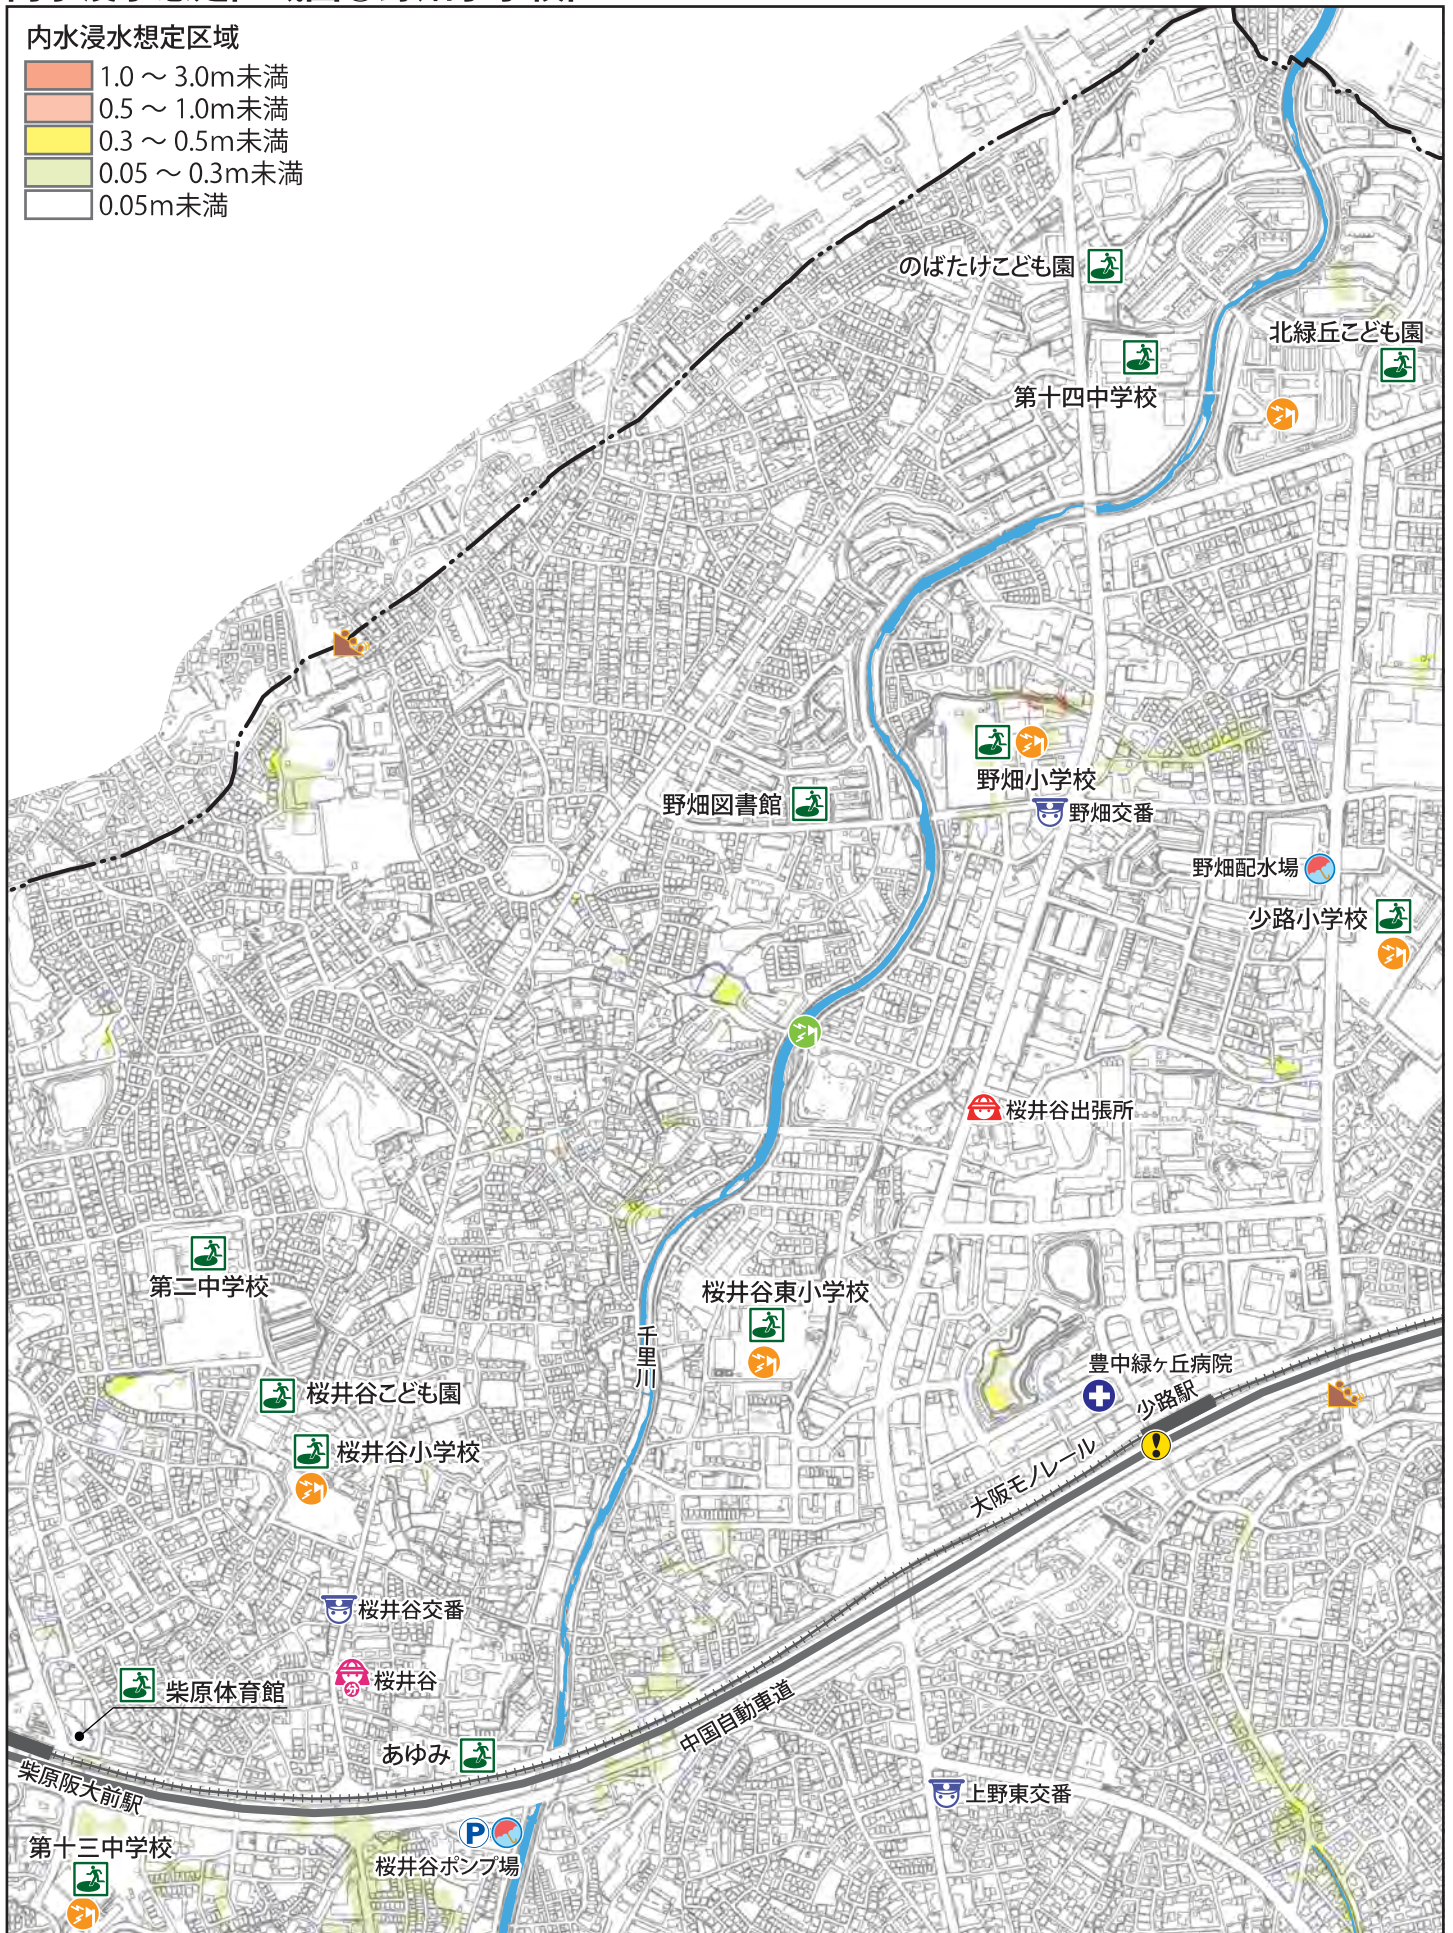 内水浸水想定区域
1.0 ～ 3.0m未満
0.5 ～ 1.0m未満
0.3 ～ 0.5m未満
0.05 ～ 0.3m未満
0.05m未満
のばたけこども園
北緑丘こども園
第十四中学校
野畑小学校
野畑図書館
野畑交番
野畑配水場
少路小学校
桜井谷出張所
第二中学校
桜井谷東小学校
千里川
豊中緑ヶ丘病院
少路駅
桜井谷こども園
桜井谷小学校
大阪モノレール
桜井谷交番
分
桜井谷
柴原体育館
中国自動車道
あゆみ
柴原阪大前駅
上野東交番
第十三中学校
P
桜井谷ポンプ場